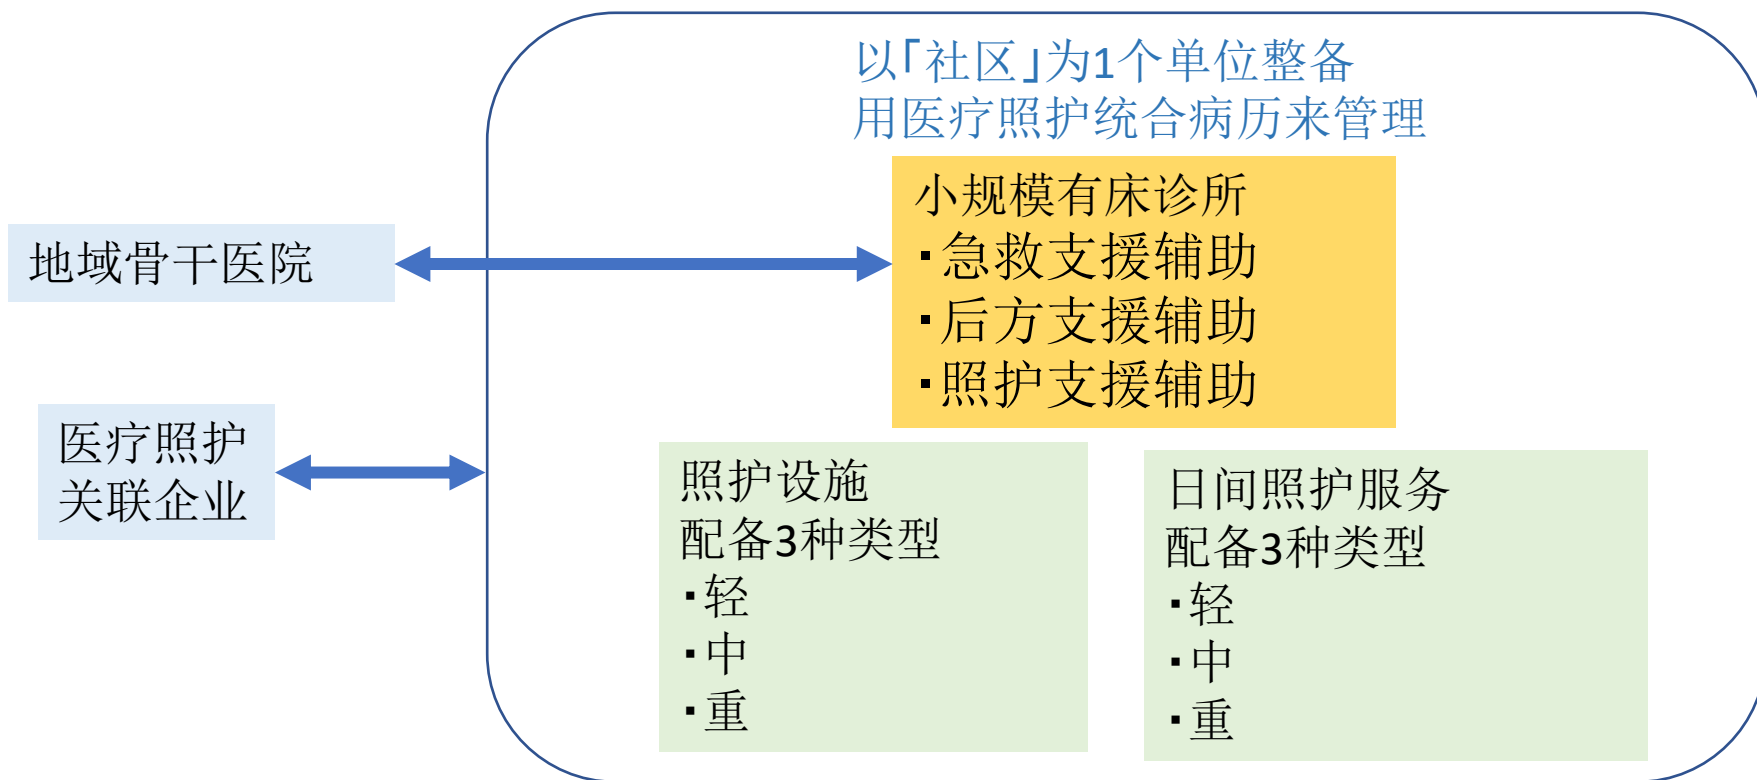 以「社区」为1个单位整备
用医疗照护统合病历来管理
小规模有床诊所
・急救支援辅助
・后方支援辅助
・照护支援辅助
地域骨干医院
医疗照护
关联企业
照护设施
配备3种类型
・轻
・中
・重
日间照护服务
配备3种类型
・轻
・中
・重